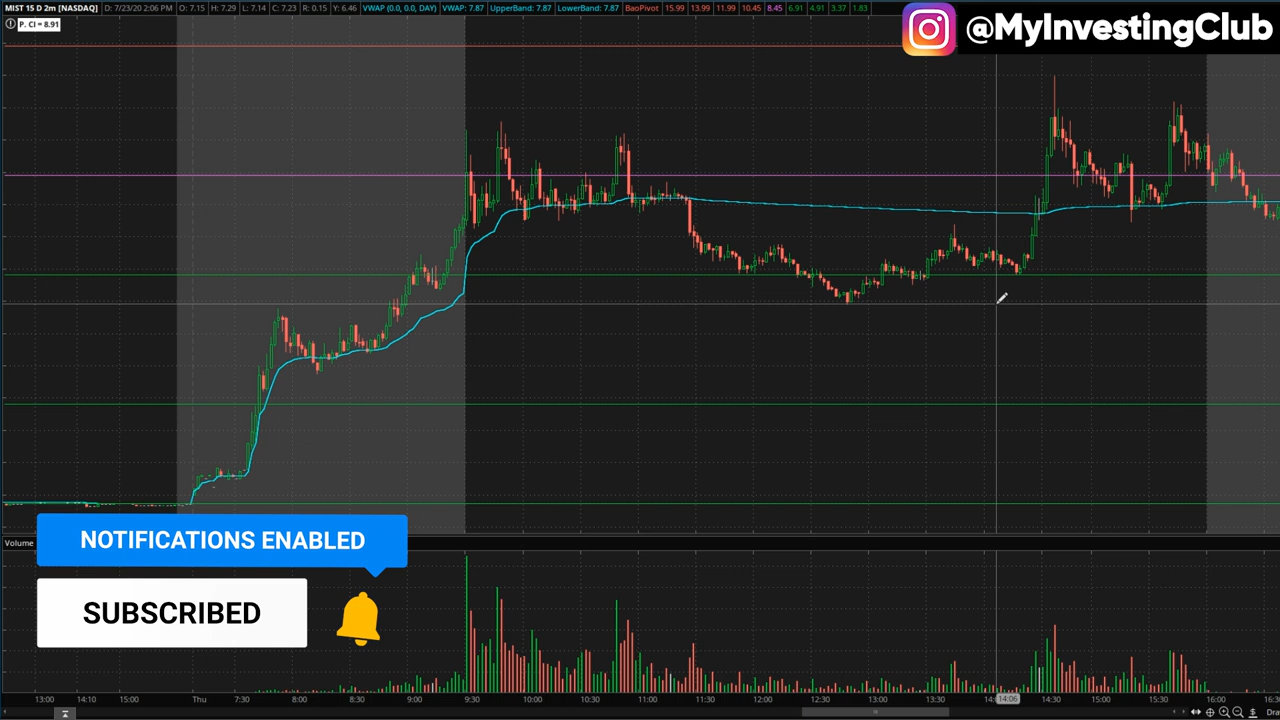 MIST 15 D 2m [NASDAQ] D: 7/23/20 2:06 PM O: 7.15 H: 7.29 L: 7.14 C: 7.23 R: 0.15 Y: 6.46 VWAP (0.0, 0.0, DAY) VWAP: 7.87 UpperBand: 7.87 LowerBand: 7.87 BaoPivot 15.99 13.99 11.99 10.45 8.45 6.91 4.91 3.37 1.83
P. Cl = 8.91
@MyInvestingClub
NOTIFICATIONS ENABLED
Volume
SUBSCRIBED
13:00 14:10 15:00 Thu 7:30 8:00 8:30 9:00 9:30 10:00 10:30 11:00 11:30 12:00 12:30 13:00 13:30 14:06 14:30 15:00 15:30 16:00 16:30